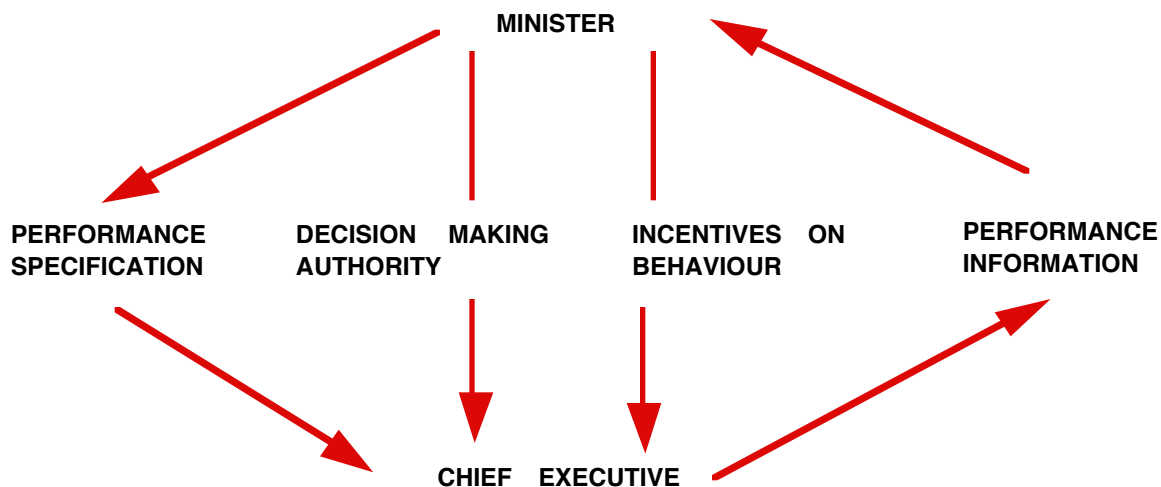 MINISTER
PERFORMANCE
SPECIFICATION
DECISION MAKING
AUTHORITY
INCENTIVES ON
BEHAVIOUR
PERFORMANCE
INFORMATION
CHIEF EXECUTIVE